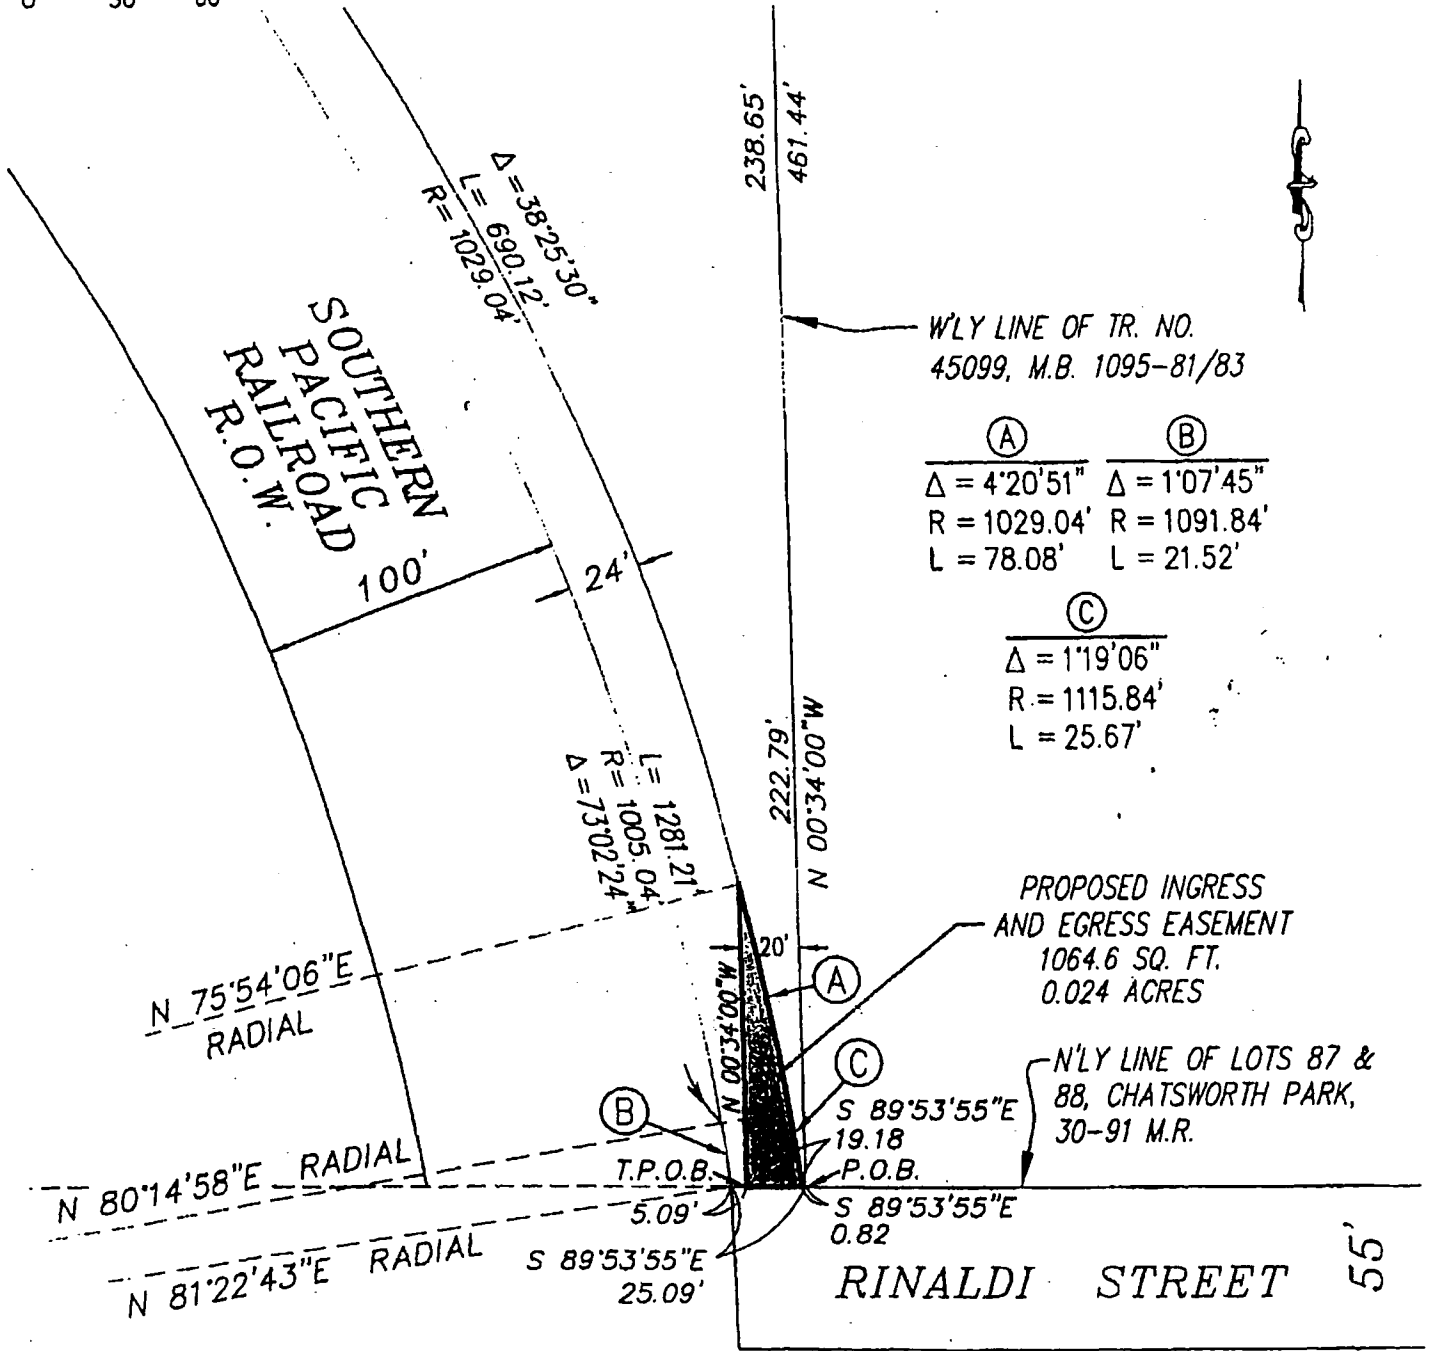 238.65'
461.44'
Δ=38°25'30"
L= 690.12'
R= 1029.04'
SOUTHERN
PACIFIC
RAILROAD
R.O.W.
W'LY LINE OF TR. NO.
45099, M.B. 1095-81/83
A
Δ = 4°20'51"
R = 1029.04'
L = 78.08'
B
Δ = 1°07'45"
R = 1091.84'
L = 21.52'
C
Δ = 1°19'06"
R = 1115.84'
L = 25.67'
100'
24'
222.79'
N 00°34'00"W
L= 1281.21'
R= 1005.04'
Δ=73°02'24"
PROPOSED INGRESS
AND EGRESS EASEMENT
1064.6 SQ. FT.
0.024 ACRES
20'
A
N 00°34'00"W
N 75°54'06"E
RADIAL
C
N'LY LINE OF LOTS 87 &
88, CHATSWORTH PARK,
30-91 M.R.
B
S 89°53'55"E
19.18
T.P.O.B.
P.O.B.
N 80°14'58"E RADIAL
5.09'
S 89°53'55"E
0.82
N 81°22'43"E RADIAL
S 89°53'55"E
25.09'
RINALDI STREET
55'